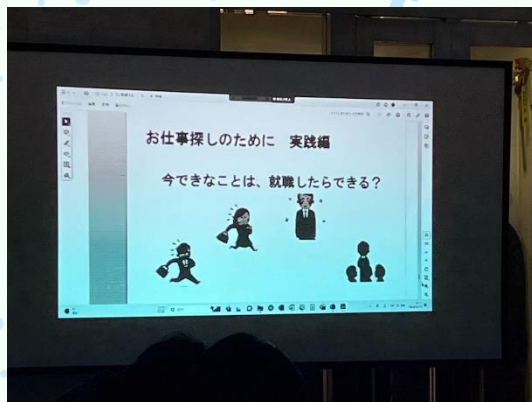 お仕事探しのために 実践編
今できなことは、就職したらできる?